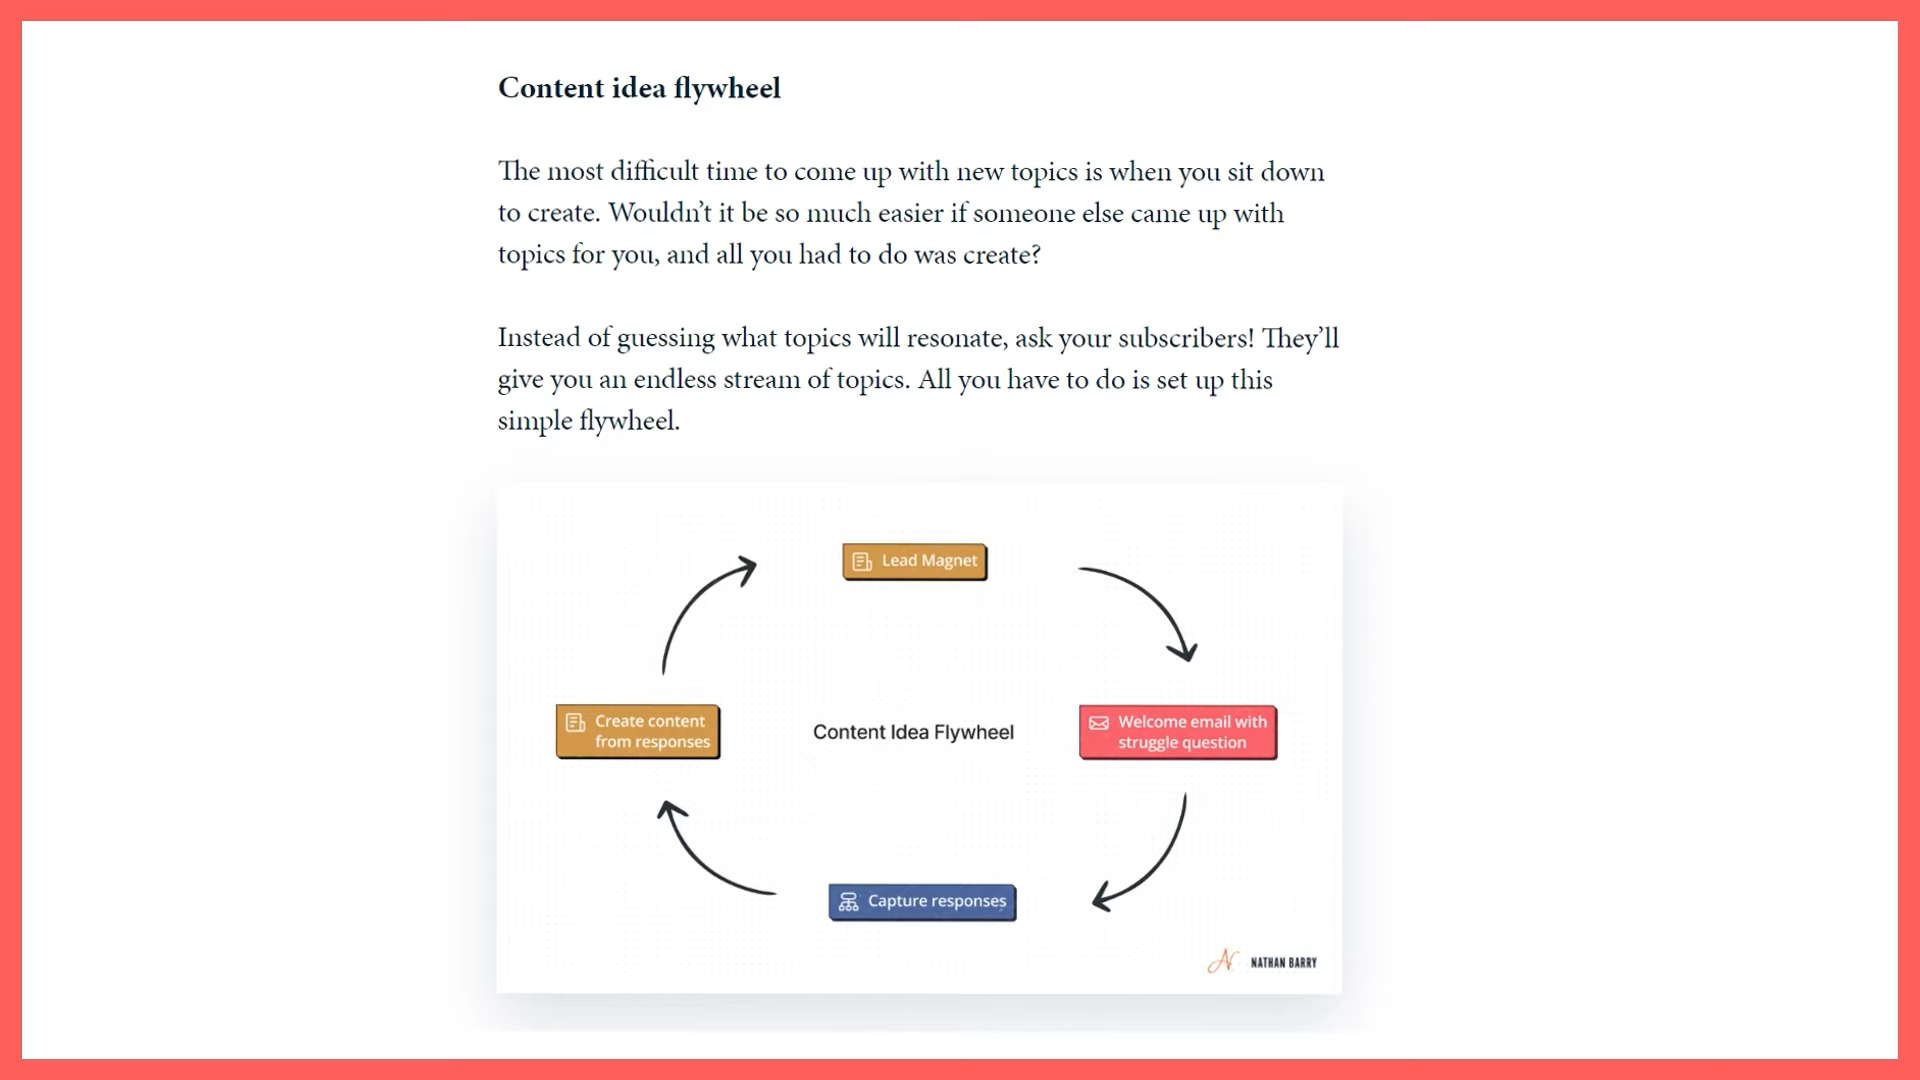 Content idea flywheel
The most difficult time to come up with new topics is when you sit down
to create. Wouldn’t it be so much easier if someone else came up with
topics for you, and all you had to do was create?
Instead of guessing what topics will resonate, ask your subscribers! They’ll
give you an endless stream of topics. All you have to do is set up this
simple flywheel.
Lead Magnet
Create content
from responses
Content Idea Flywheel
Welcome email with
struggle question
Capture responses
NATHAN BARRY